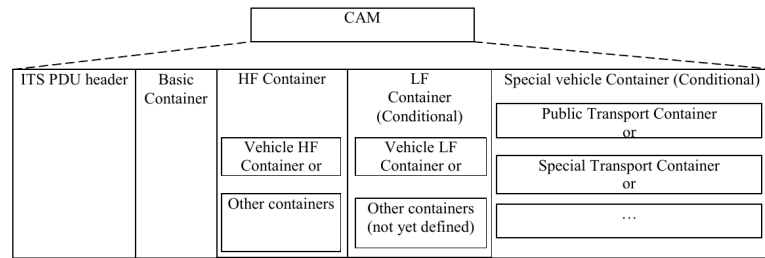 CAM
ITS PDU header
Basic
Container
HF Container
Vehicle HF
Container or
Other containers
LF
Container
(Conditional)
Vehicle LF
Container or
Other containers
(not yet defined)
Special vehicle Container (Conditional)
Public Transport Container
or
Special Transport Container
or
…